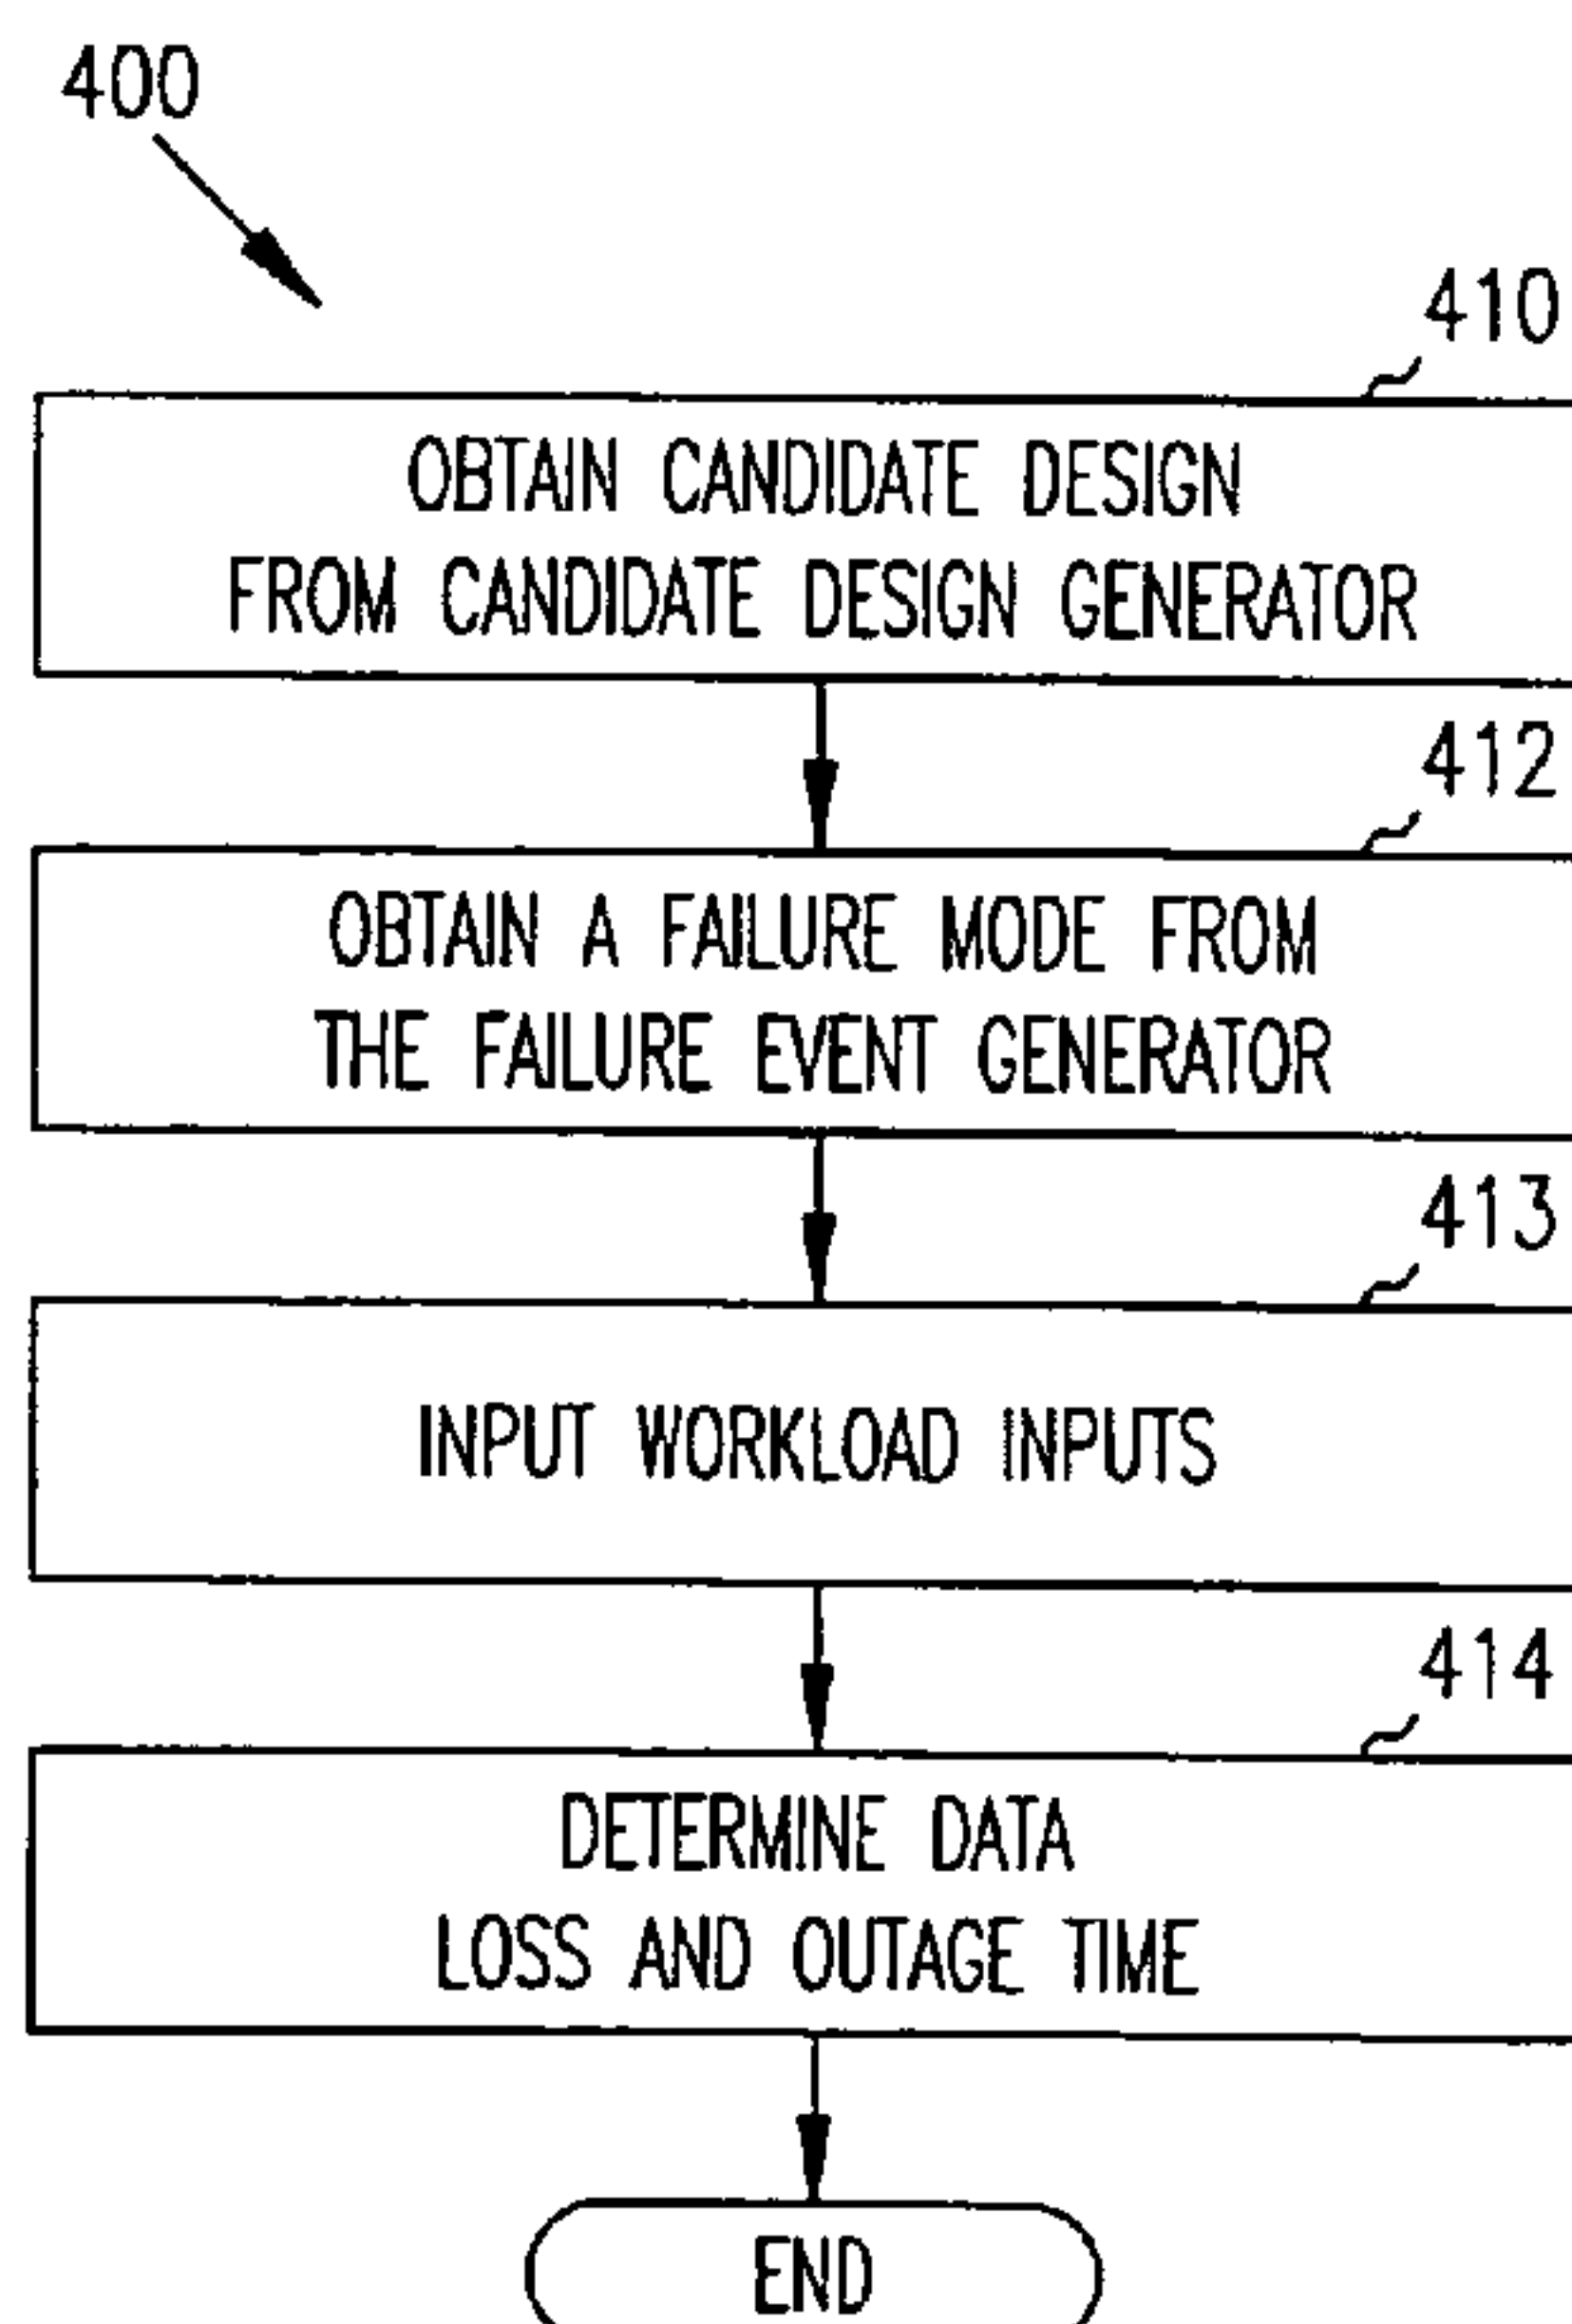 400
410
OBTAIN CANDIDATE DESIGN
FROM CANDIDATE DESIGN GENERATOR
412
OBTAIN A FAILURE MODE FROM
THE FAILURE EVENT GENERATOR
413
INPUT WORKLOAD INPUTS
414
DETERMINE DATA
LOSS AND OUTAGE TIME
END